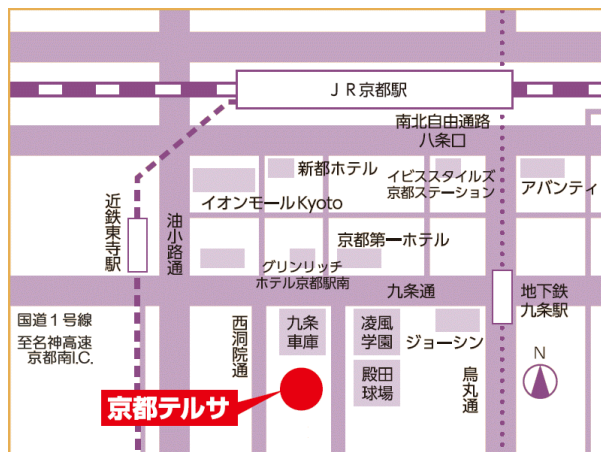 JR京都駅
南北自由通路
八条口
新都ホテル
イビススタイルズ
京都ステーション
アバンティ
イオンモールKyoto
近鉄東寺駅
油小路通
京都第一ホテル
グリンリッチ
ホテル京都駅南
九条通
地下鉄
九条駅
国道1号線
至名神高速
京都南I.C.
西洞院通
九条
車庫
凌風
学園
ジョーシン
殿田
球場
烏丸通
N
京都テルサ